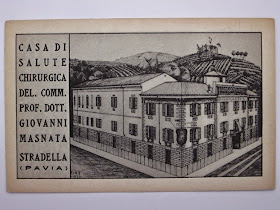 CASA DI
SALUTE
CHIRURGICA
DEL. COMM.
PROF. DOTT.
GIOVANNI
MASNATA
STRADELLA
(PAVIA)